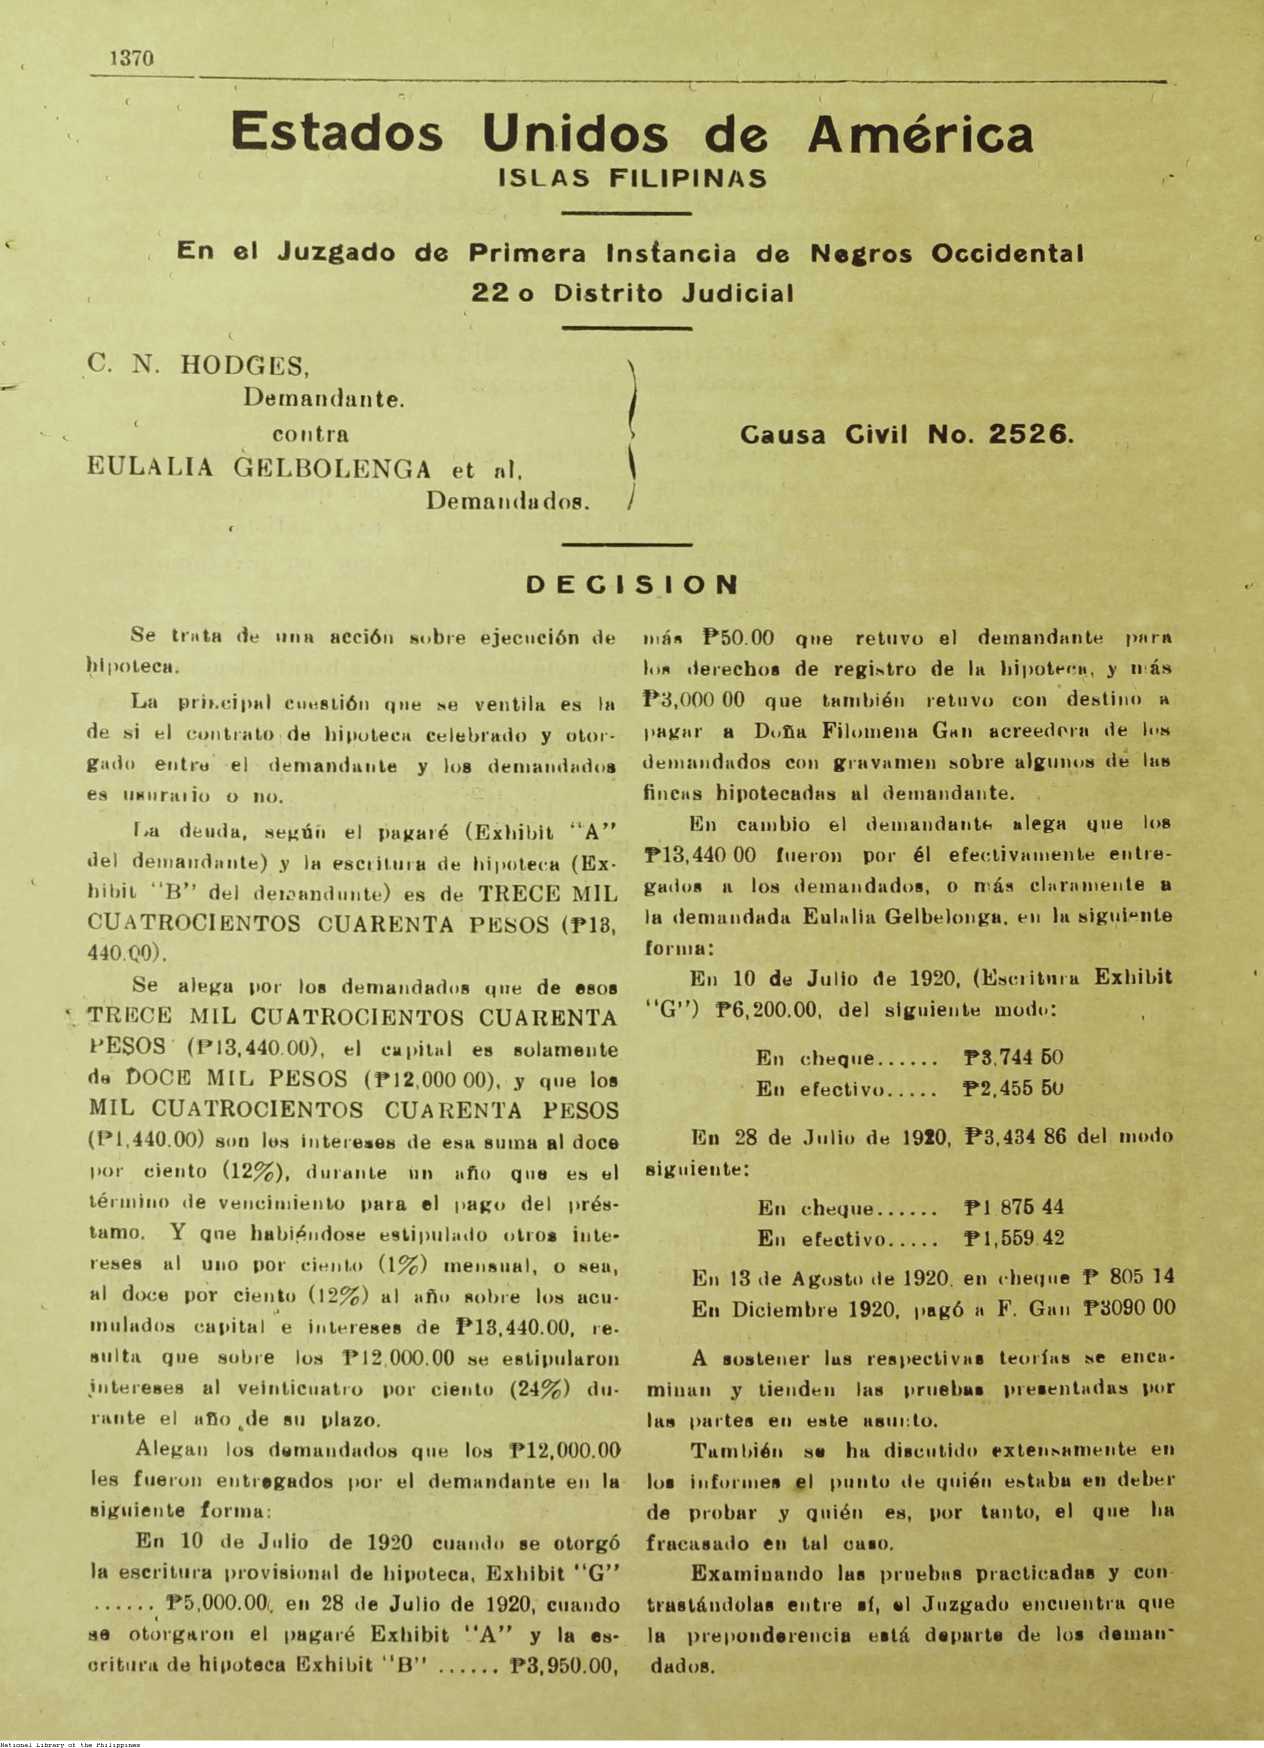 1370
Estados Unidos de América
ISLAS FILIPINAS
En el Juzgado de Primera Instancia de Negros Occidental
22 o Distrito Judicial
C. N. HODGES,
Demandante.
contra
EULALIA GELBOLENGA et al,
Demandados.
Causa Civil No. 2526.
DECISION
Se trata de una acción sobre ejecución de
hipoteca.
La principal cuestión que se ventila es la
de si el contrato de hipoteca celebrado y otor-
gado entre el demandante y los demandados
es usurario o no.
La deuda, según el pagaré (Exhibit "A"
del demandante) y la escritura de hipoteca (Ex-
hibit "B" del demandante) es de TRECE MIL
CUATROCIENTOS CUARENTA PESOS (₱13,
440.00).
Se alega por los demandados que de esos
TRECE MIL CUATROCIENTOS CUARENTA
PESOS (₱13,440.00), el capital es solamente
de DOCE MIL PESOS (₱12,000 00), y que los
MIL CUATROCIENTOS CUARENTA PESOS
(₱1,440.00) son los intereses de esa suma al doce
por ciento (12%), durante un año que es el
término de vencimiento para el pago del prés-
tamo. Y que habiéndose estipulado otros inte-
reses al uno por ciento (1%) mensual, o sea,
al doce por ciento (12%) al año sobre los acu-
mulados capital e intereses de ₱13,440.00, re-
sulta que sobre los ₱12,000.00 se estipularon
intereses al veinticuatro por ciento (24%) du-
rante el año de su plazo.
Alegan los demandados que los ₱12,000.00
les fueron entregados por el demandante en la
siguiente forma:
En 10 de Julio de 1920 cuando se otorgó
la escritura provisional de hipoteca, Exhibit "G"
...... ₱5,000.00, en 28 de Julio de 1920, cuando
se otorgaron el pagaré Exhibit "A" y la es-
critura de hipoteca Exhibit "B" ...... ₱3,950.00,
más ₱50.00 que retuvo el demandante para
los derechos de registro de la hipoteca, y más
₱3,000 00 que también retuvo con destino a
pagar a Doña Filomena Gan acreedora de los
demandados con gravamen sobre algunos de las
fincas hipotecadas al demandante.
En cambio el demandante alega que los
₱13,440 00 fueron por él efectivamente entre-
gados a los demandados, o más claramente a
la demandada Eulalia Gelbelonga, en la siguiente
forma:
En 10 de Julio de 1920, (Escritura Exhibit
"G") ₱6,200.00, del siguiente modo:
En cheque...... ₱3,744 50
En efectivo..... ₱2,455 50
En 28 de Julio de 1920, ₱3,434 86 del modo
siguiente:
En cheque...... ₱1 875 44
En efectivo..... ₱1,559 42
En 13 de Agosto de 1920, en cheque ₱ 805 14
En Diciembre 1920, pagó a F. Gan ₱3090 00
A sostener las respectivas teorías se enca-
minan y tienden las pruebas presentadas por
las partes en este asunto.
También se ha discutido extensamente en
los informes el punto de quién estaba en deber
de probar y quién es, por tanto, el que ha
fracasado en tal caso.
Examinando las pruebas practicadas y con
trastándolas entre sí, el Juzgado encuentra que
la preponderencia está departe de los deman-
dados.
National Library of the Philippines